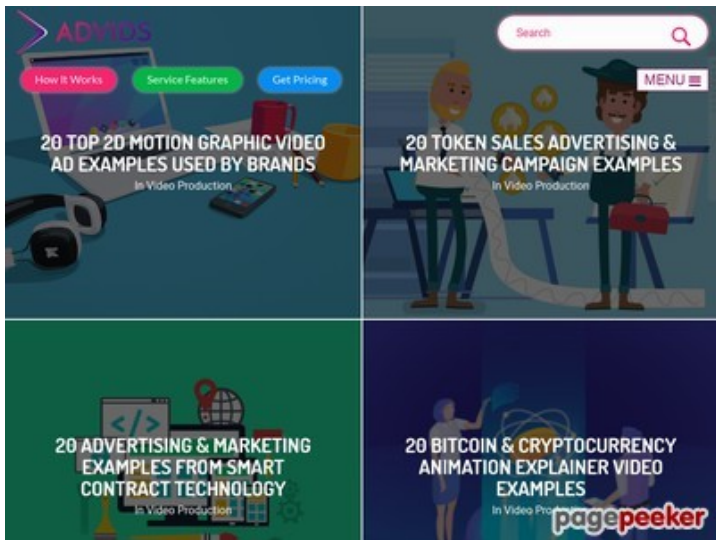 ADVIDS
Search
How It Works
Service Features
Get Pricing
MENU
20 TOP 2D MOTION GRAPHIC VIDEO
AD EXAMPLES USED BY BRANDS
In Video Production
20 TOKEN SALES ADVERTISING &
MARKETING CAMPAIGN EXAMPLES
In Video Production
</>
20 ADVERTISING & MARKETING
EXAMPLES FROM SMART
CONTRACT TECHNOLOGY
In Video Production
20 BITCOIN & CRYPTOCURRENCY
ANIMATION EXPLAINER VIDEO
EXAMPLES
In Video
pagepeeker